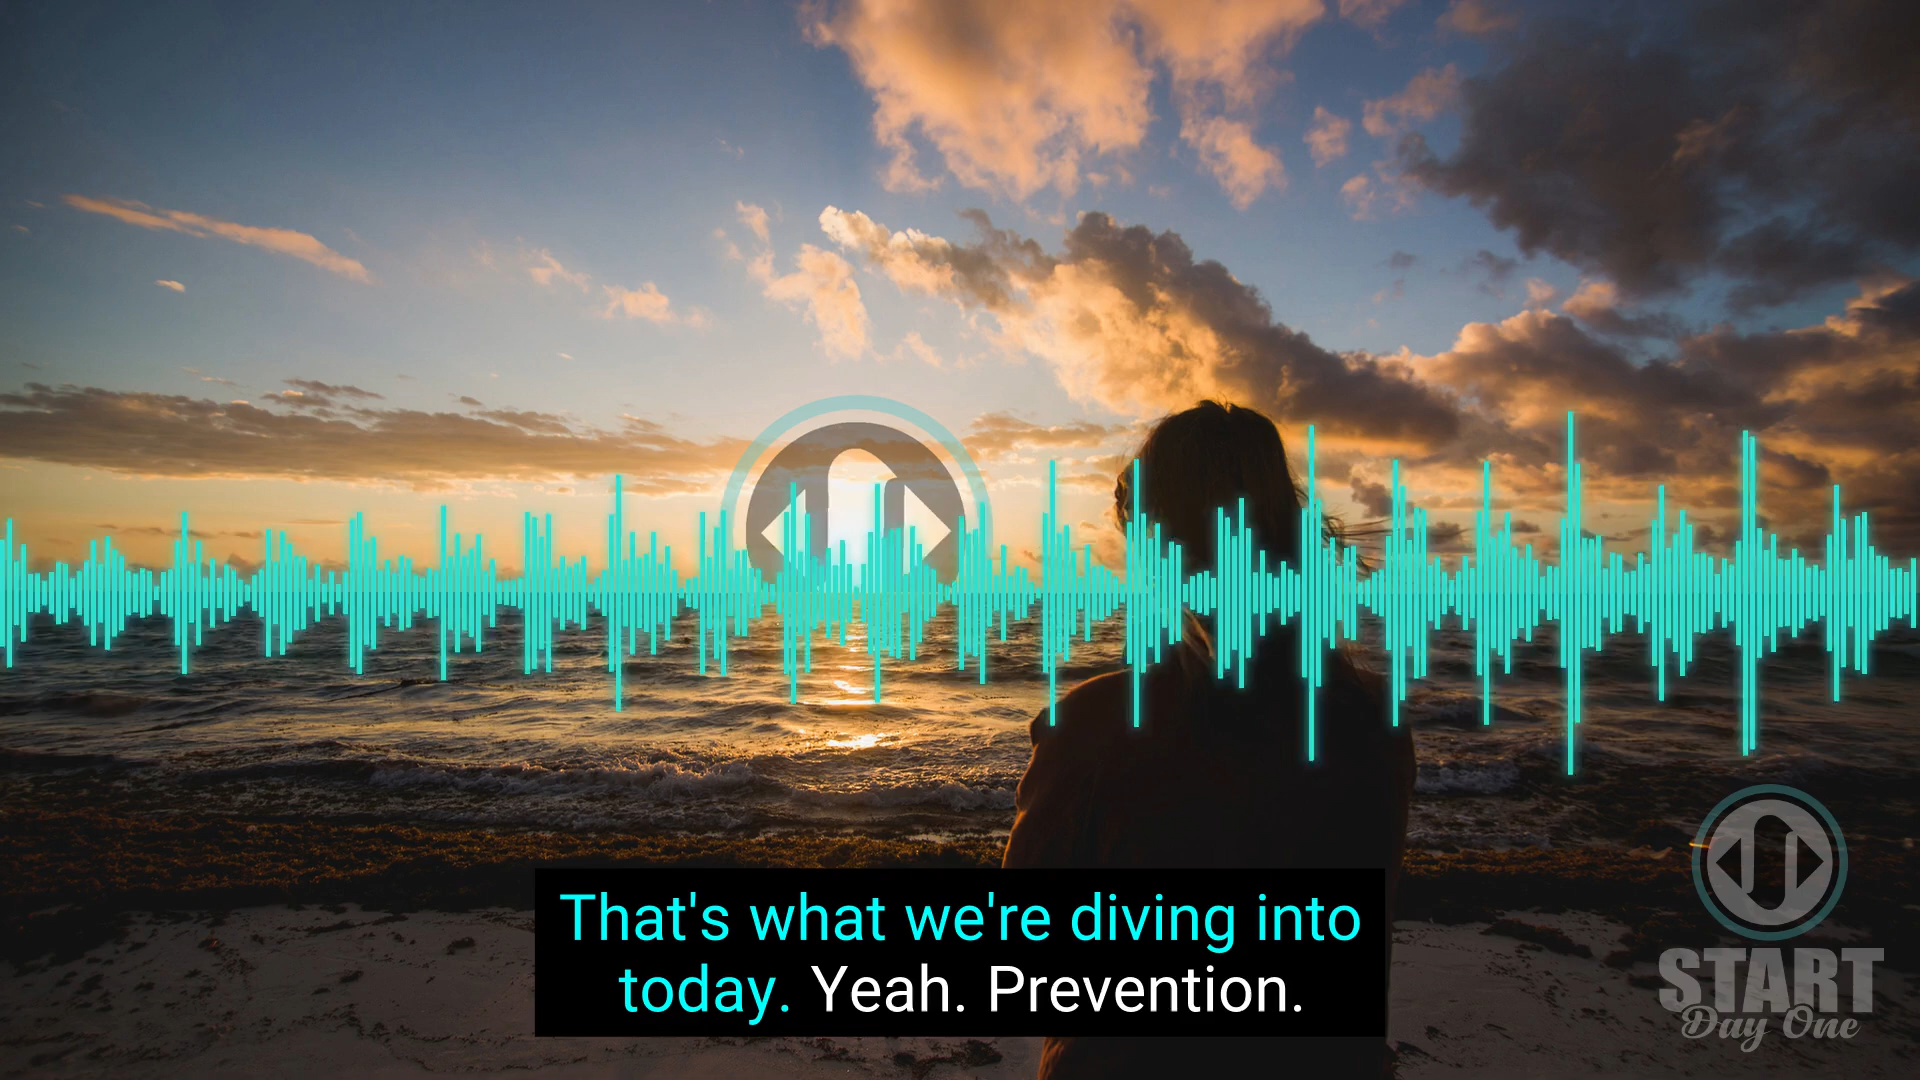 That's what we're diving into
today. Yeah. Prevention.
START
Day One